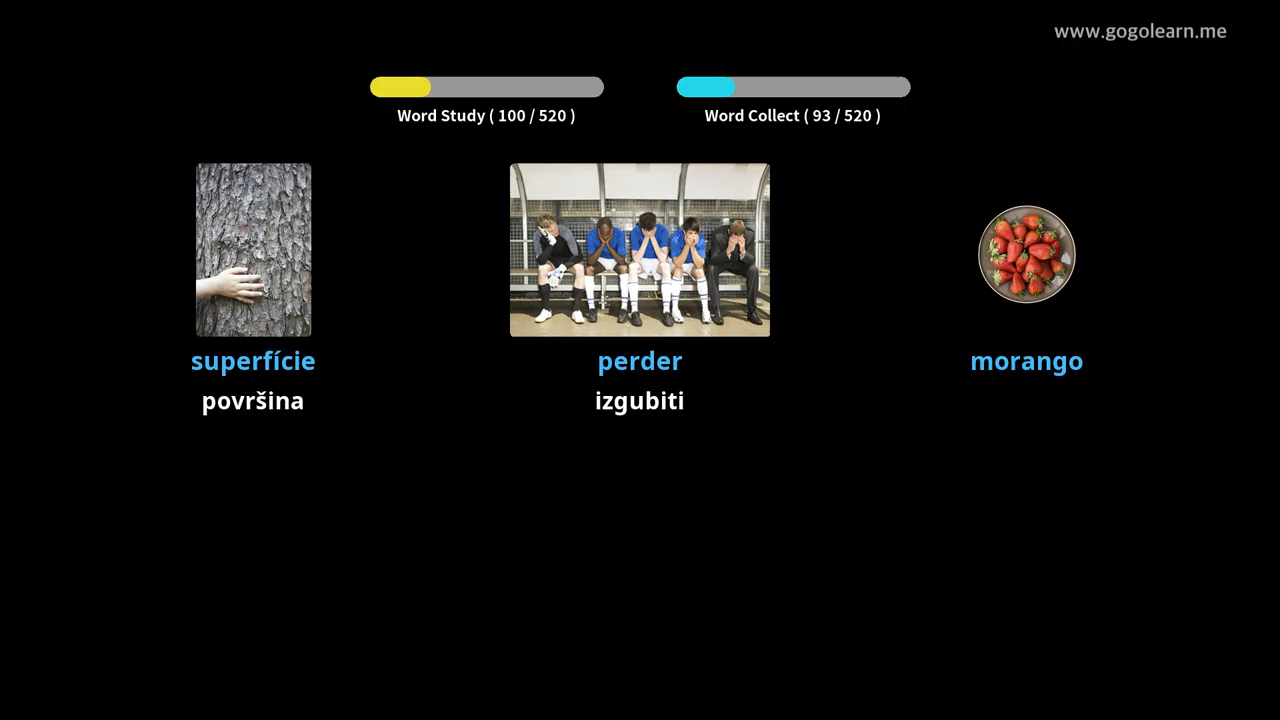 www.gogolearn.me
Word Study ( 100 / 520 )
Word Collect ( 93 / 520 )
superfície
perder
morango
površina
izgubiti